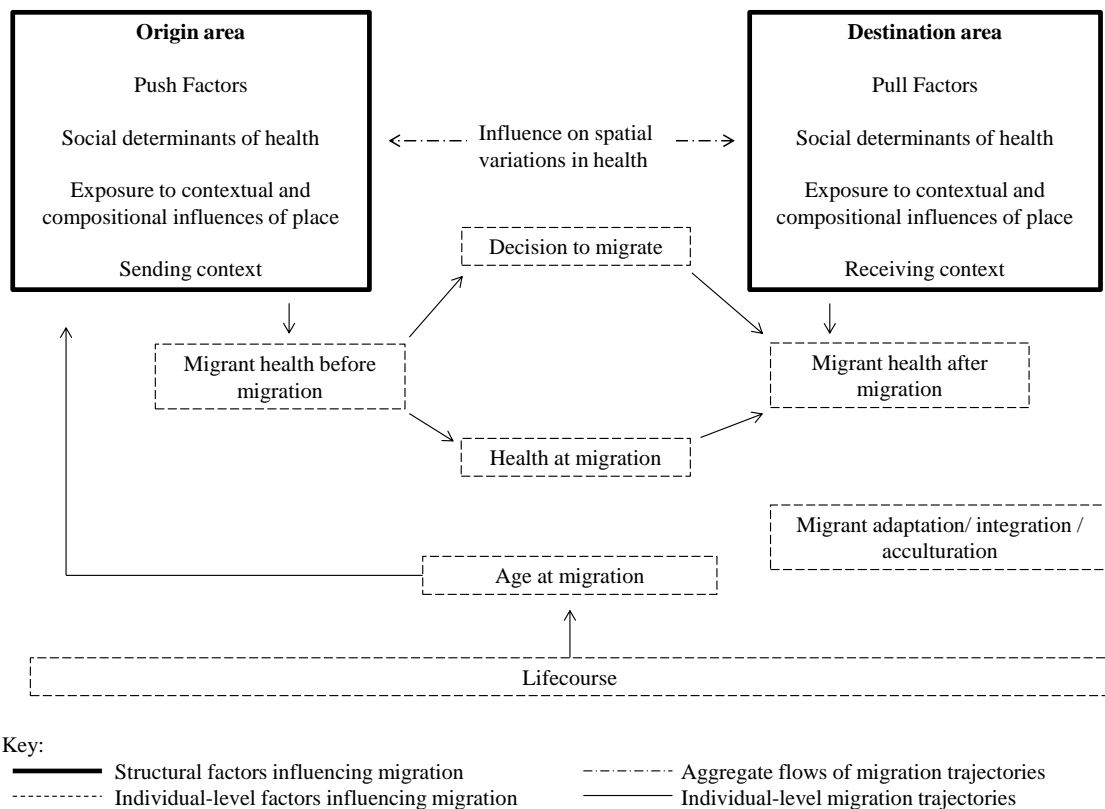 Origin area
Push Factors
Social determinants of health
Exposure to contextual and
compositional influences of place
Sending context
Destination area
Pull Factors
Social determinants of health
Exposure to contextual and
compositional influences of place
Receiving context
Influence on spatial
variations in health
Decision to migrate
Migrant health before
migration
Migrant health after
migration
Health at migration
Migrant adaptation/ integration /
acculturation
Age at migration
Lifecourse
Key:
Structural factors influencing migration
Aggregate flows of migration trajectories
Individual-level factors influencing migration
Individual-level migration trajectories